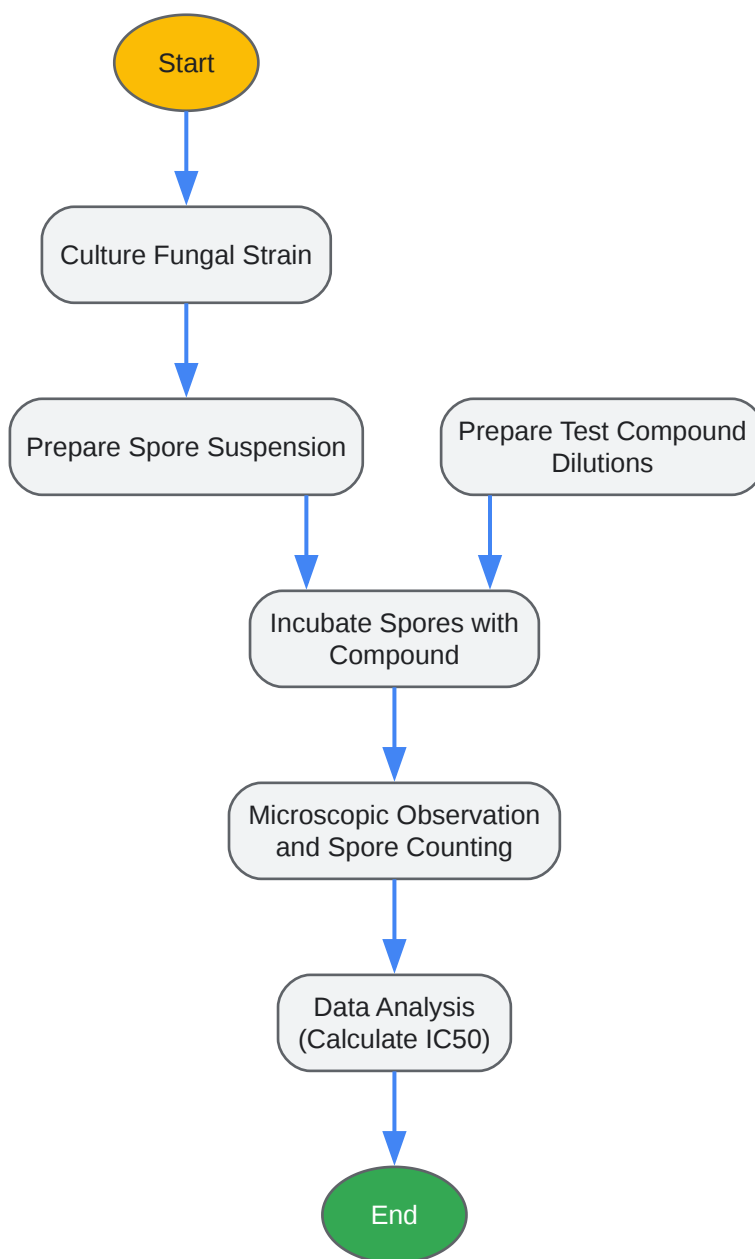 Start
Culture Fungal Strain
Prepare Spore Suspension
Prepare Test Compound
Dilutions
Incubate Spores with
Compound
Microscopic Observation
and Spore Counting
Data Analysis
(Calculate IC50)
End